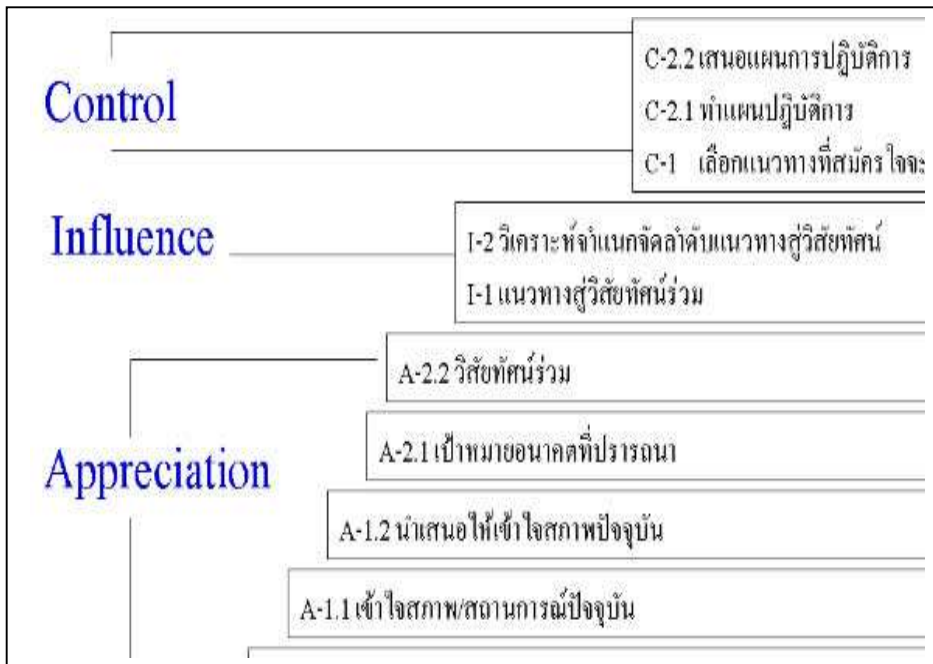 Control
C-2.2 เสนอแผนการปฏิบัติการ
C-2.1 ทำแผนปฏิบัติการ
C-1 เลือกแนวทางที่สมัครใจจะ
Influence
I-2 วิเคราะห์จำแนกจัดลำดับแนวทางสู่วิสัยทัศน์
I-1 แนวทางสู่วิสัยทัศน์ร่วม
Appreciation
A-2.2 วิสัยทัศน์ร่วม
A-2.1 เป้าหมายอนาคตที่ปรารถนา
A-1.2 นำเสนอให้เข้าใจสภาพปัจจุบัน
A-1.1 เข้าใจสภาพ/สถานการณ์ปัจจุบัน